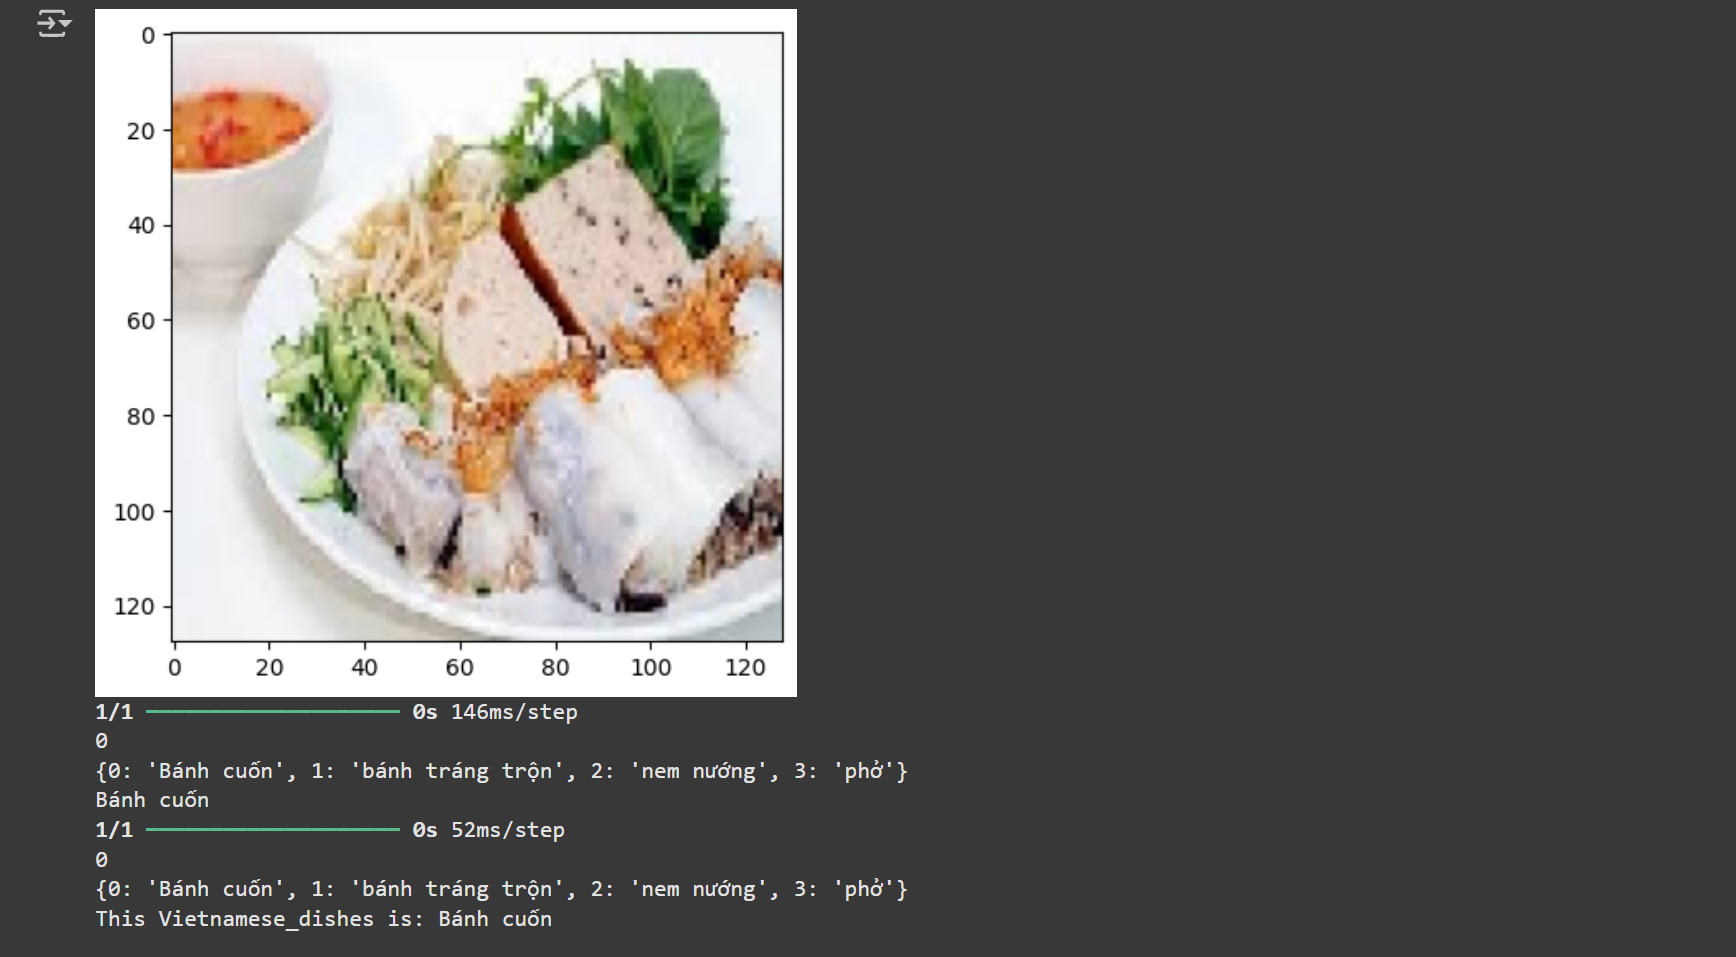 0
20
40
60
80
100
120
0 20 40 60 80 100 120
1/1 ━━━━━━━━━━━━━━━━━━━━ 0s 146ms/step
0
{0: 'Bánh cuốn', 1: 'bánh tráng trộn', 2: 'nem nướng', 3: 'phở'}
Bánh cuốn
1/1 ━━━━━━━━━━━━━━━━━━━━ 0s 52ms/step
0
{0: 'Bánh cuốn', 1: 'bánh tráng trộn', 2: 'nem nướng', 3: 'phở'}
This Vietnamese_dishes is: Bánh cuốn